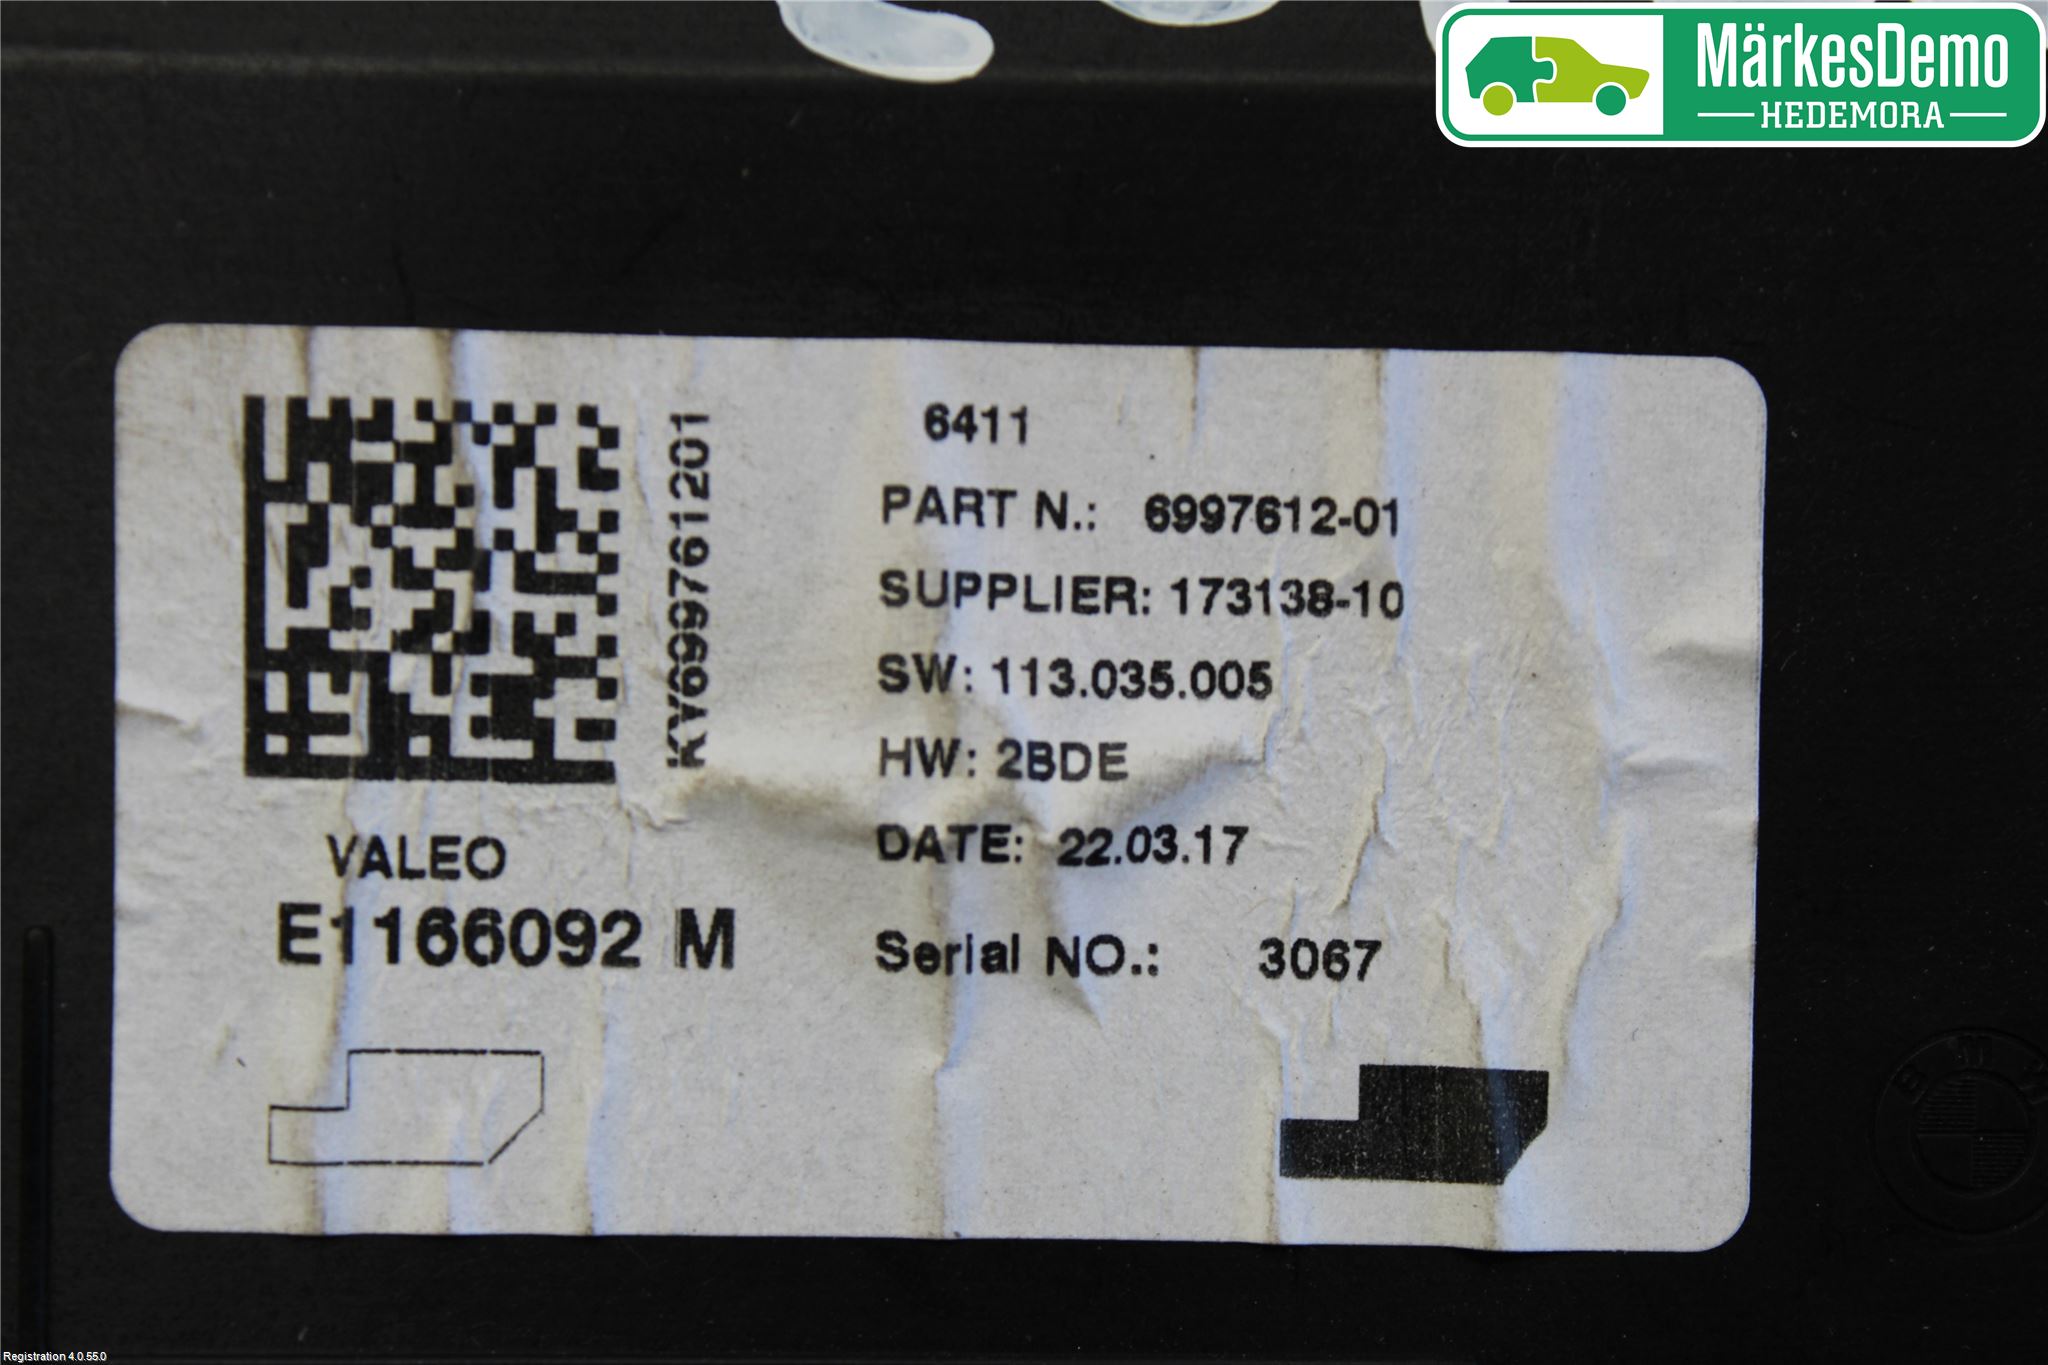 MärkesDemo
HEDEMORA
6411
PART N.: 6997612-01
SUPPLIER: 173138-10
SW: 113.035.005
HW: 2BDE
DATE: 22.03.17
Serial NO.: 3067
KV699761201
VALEO
E1166092 M
BMW
Registration 4.0.55.0